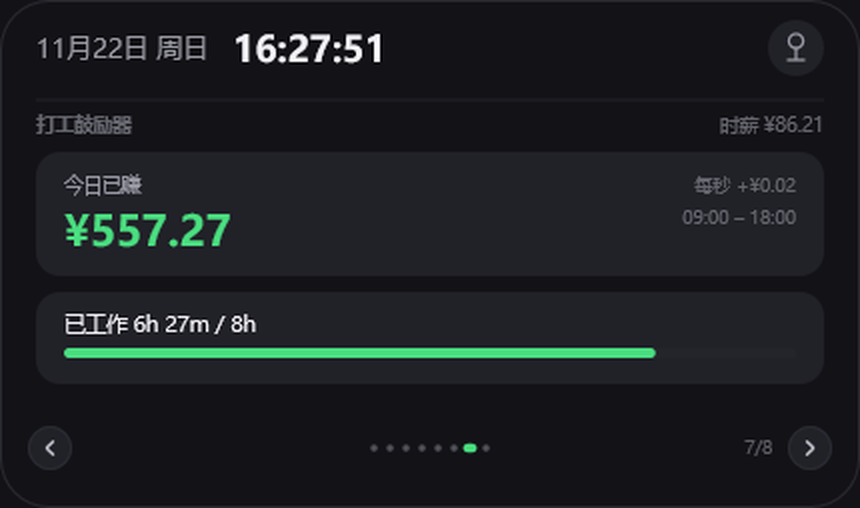 11月22日 周日 16:27:51
打工鼓励器 时薪 ¥86.21
今日已赚 每秒 +¥0.02
¥557.27 09:00 – 18:00
已工作 6h 27m / 8h
7/8